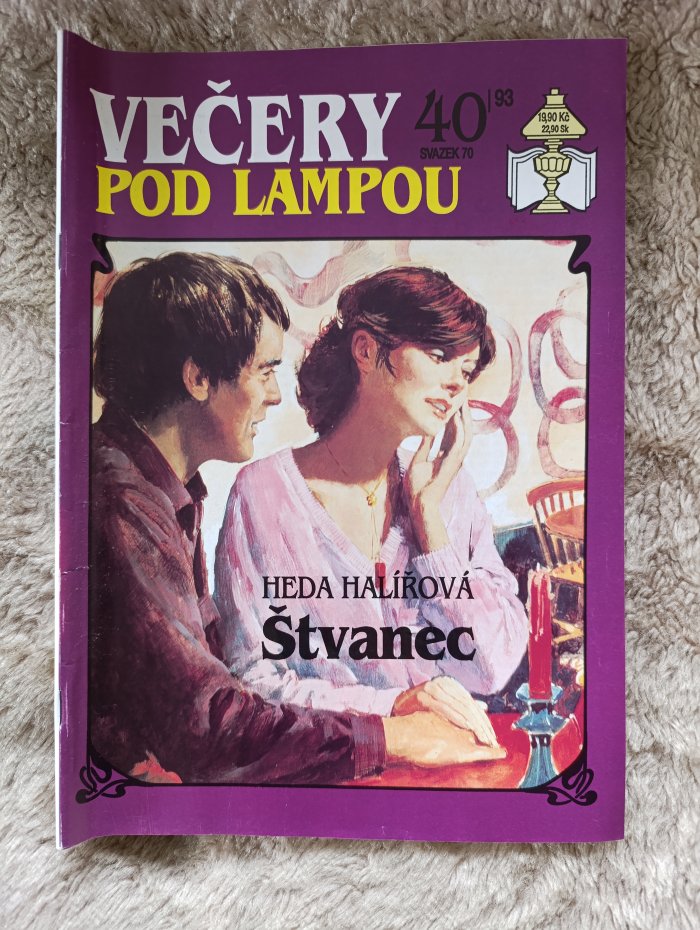 VEČERY
POD LAMPOU
40/93
SVAZEK 70
19,90 Kč
22,90 Sk
HEDA HALÍŘOVÁ
Štvanec